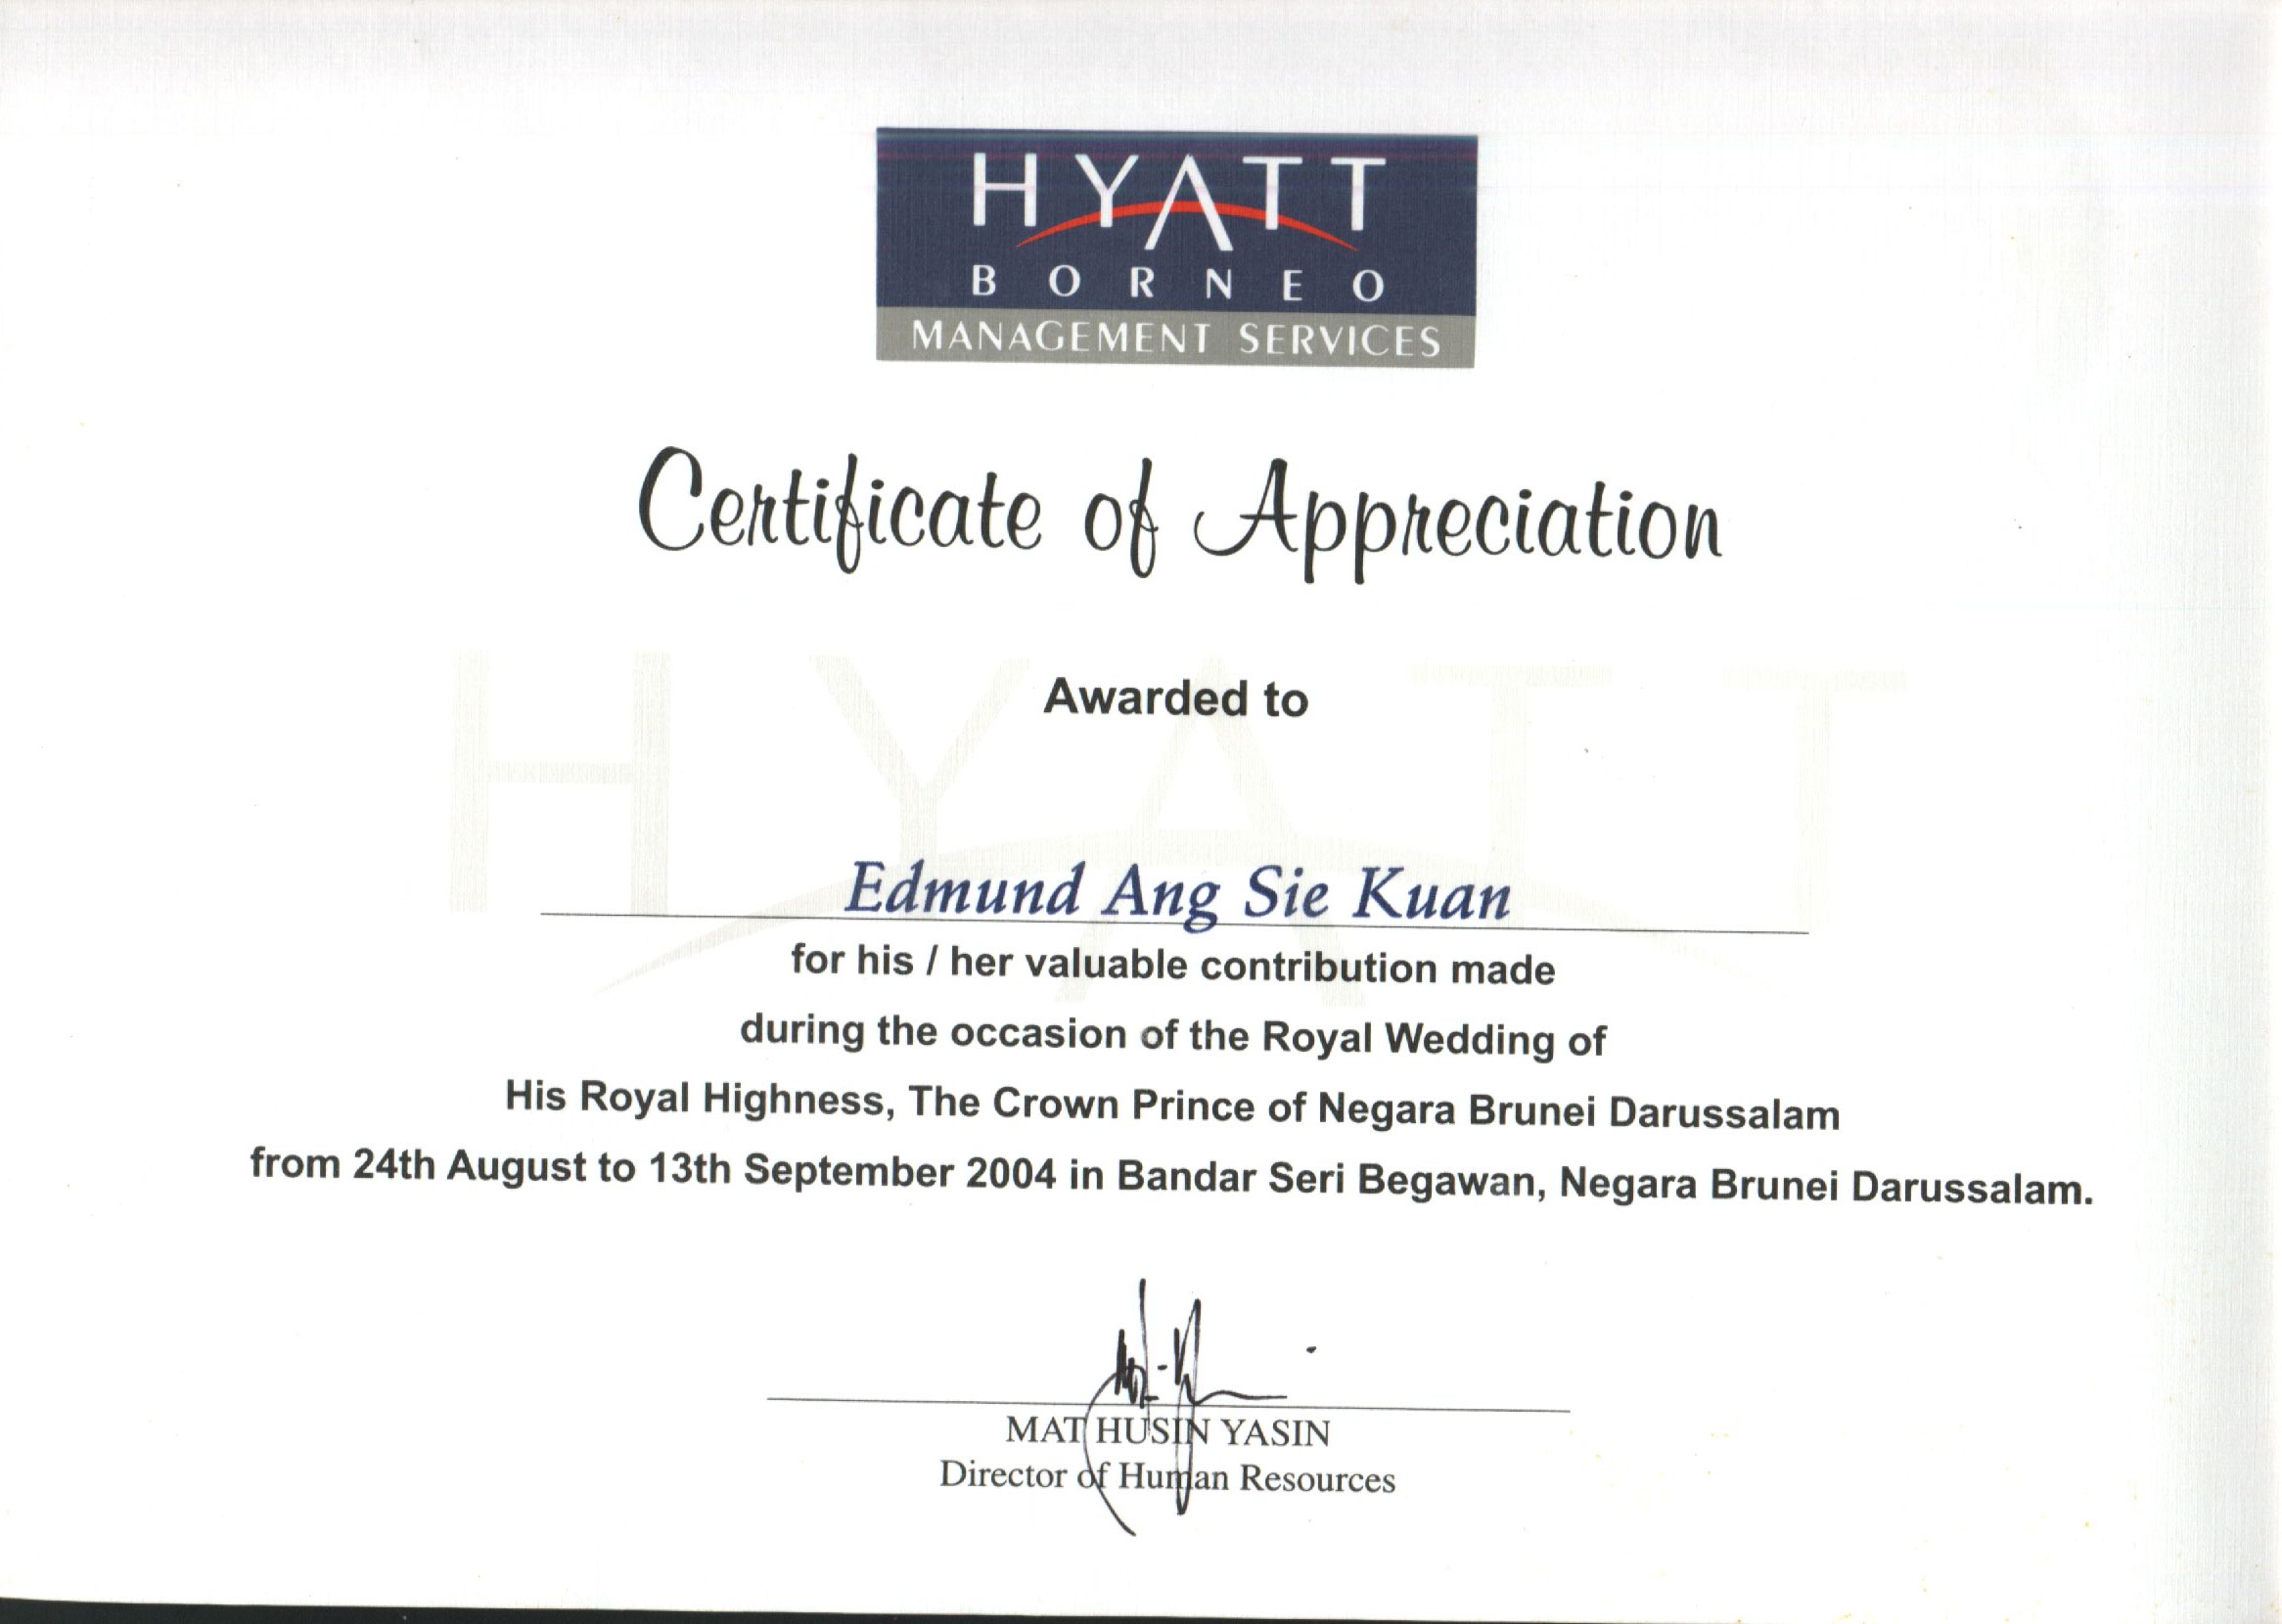 HYATT
BORNEO
MANAGEMENT SERVICES
Certificate of Appreciation
HYATT
Awarded to
Edmund Ang Sie Kuan
for his / her valuable contribution made
during the occasion of the Royal Wedding of
His Royal Highness, The Crown Prince of Negara Brunei Darussalam
from 24th August to 13th September 2004 in Bandar Seri Begawan, Negara Brunei Darussalam.
MAT HUSIN YASIN
Director of Human Resources